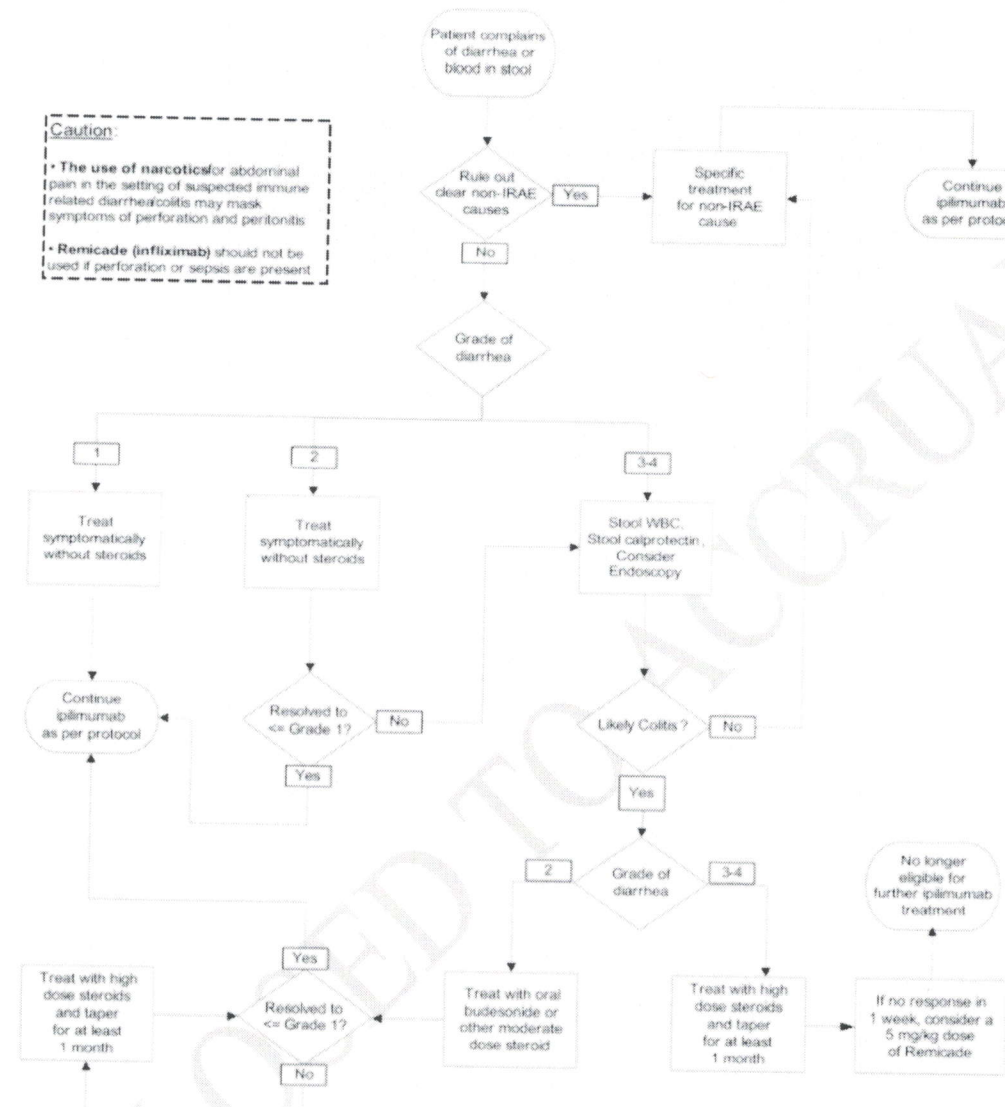 Patient complains
of diarrhea or
blood in stool
Caution:
• The use of narcotics/for abdominal
pain in the setting of suspected immune
related diarrhea/colitis may mask
symptoms of perforation and peritonitis
• Remicade (infliximab) should not be
used if perforation or sepsis are present
Rule out
clear non-IRAE
causes
Yes
Specific
treatment
for non-IRAE
cause
Continue
ipilimumab
as per protoco
No
Grade of
diarrhea
1
2
3-4
Treat
symptomatically
without steroids
Treat
symptomatically
without steroids
Stool WBC,
Stool calprotectin,
Consider
Endoscopy
Continue
ipilimumab
as per protocol
Resolved to
<= Grade 1?
No
Likely Colitis ?
No
Yes
Yes
2
Grade of
diarrhea
3-4
No longer
eligible for
further ipilimumab
treatment
Yes
Treat with high
dose steroids
and taper
for at least
1 month
Resolved to
<= Grade 1?
Treat with oral
budesonide or
other moderate
dose steroid
Treat with high
dose steroids
and taper
for at least
1 month
If no response in
1 week, consider a
5 mg/kg dose
of Remicade
No
OSED TO ACCRUA